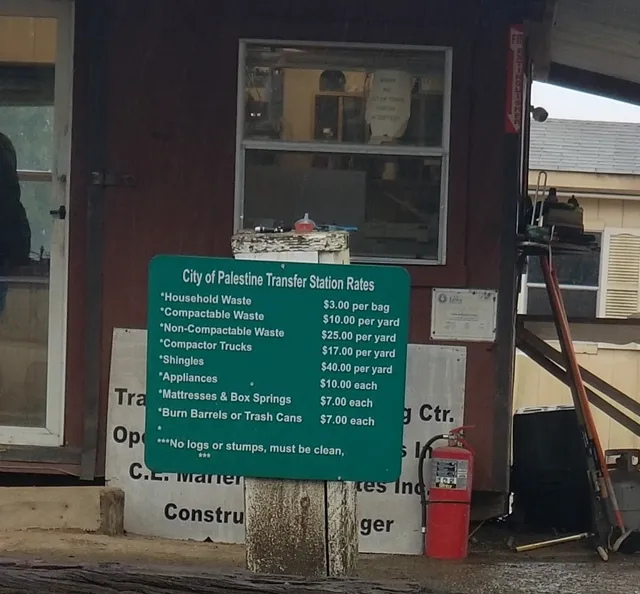 City of Palestine Transfer Station Rates
*Household Waste $3.00 per bag
*Compactable Waste $10.00 per yard
*Non-Compactable Waste $25.00 per yard
*Compactor Trucks $17.00 per yard
*Shingles $40.00 per yard
*Appliances $10.00 each
*Mattresses & Box Springs $7.00 each
*Burn Barrels or Trash Cans $7.00 each
*
***No logs or stumps, must be clean,
***
Tra g Ctr.
Ope s In
C.E. Marler tes Inc.
Constru ger